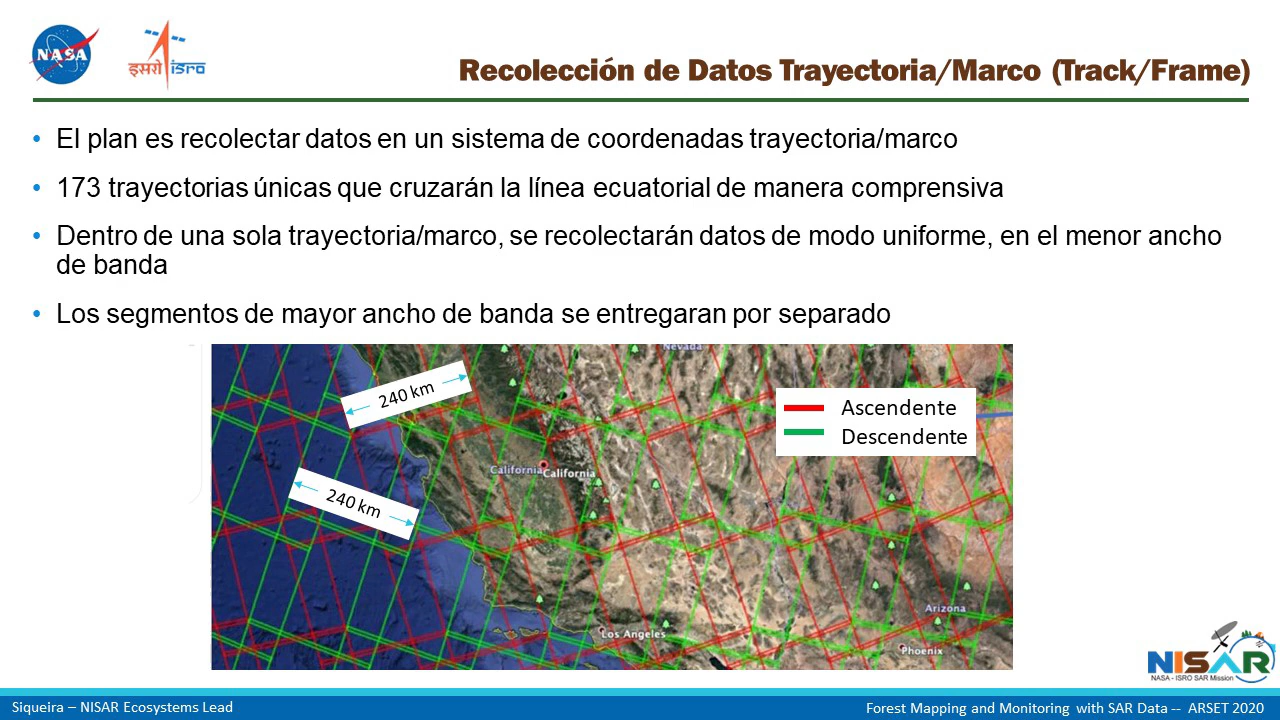 NASA
इसरो isro
Recolección de Datos Trayectoria/Marco (Track/Frame)
• El plan es recolectar datos en un sistema de coordenadas trayectoria/marco
• 173 trayectorias únicas que cruzarán la línea ecuatorial de manera comprensiva
• Dentro de una sola trayectoria/marco, se recolectarán datos de modo uniforme, en el menor ancho
de banda
• Los segmentos de mayor ancho de banda se entregaran por separado
Nevada
240 km
Ascendente
Descendente
California
California
240 km
Arizona
Los Angeles
Phoenix
NISAR
NASA - ISRO SAR Mission
Siqueira – NISAR Ecosystems Lead
Forest Mapping and Monitoring with SAR Data -- ARSET 2020